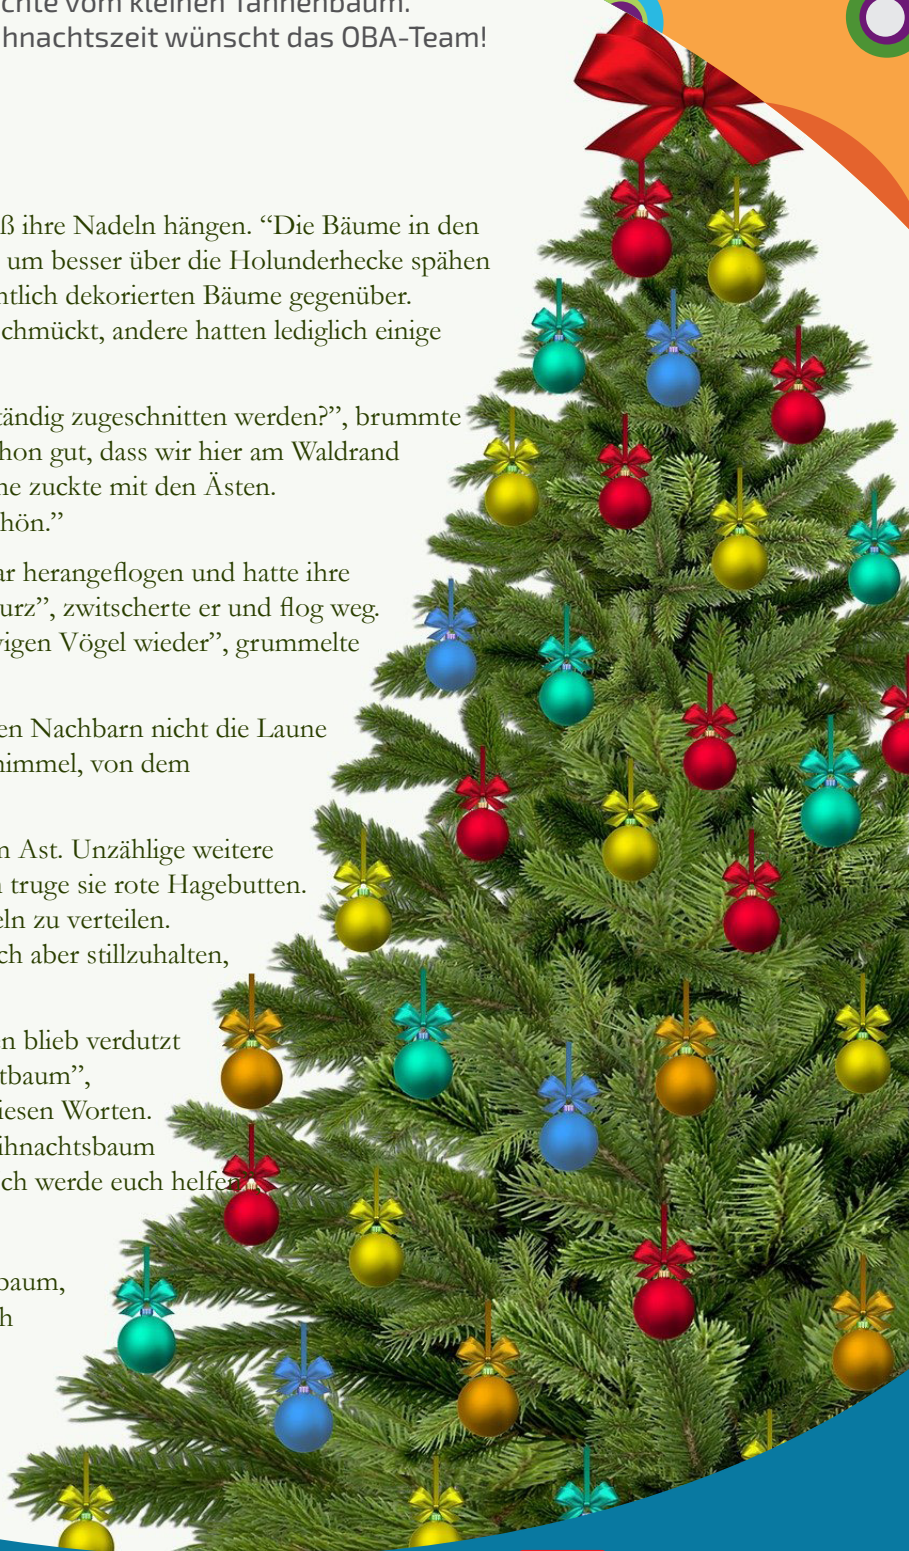 chte vom kleinen Tannenbaum.
hnachtszeit wünscht das OBA-Team!
ß ihre Nadeln hängen. “Die Bäume in den
um besser über die Holunderhecke spähen
ntlich dekorierten Bäume gegenüber.
schmückt, andere hatten lediglich einige
tändig zugeschnitten werden?”, brummte
hon gut, dass wir hier am Waldrand
ne zuckte mit den Ästen.
hön.”
ar herangeflogen und hatte ihre
urz”, zwitscherte er und flog weg.
vigen Vögel wieder”, grummelte
en Nachbarn nicht die Laune
himmel, von dem
n Ast. Unzählige weitere
n truge sie rote Hagebutten.
eln zu verteilen.
ch aber stillzuhalten,
en blieb verdutzt
tbaum”,
iesen Worten.
ihnachtsbaum
ch werde euch helfen
baum,
h